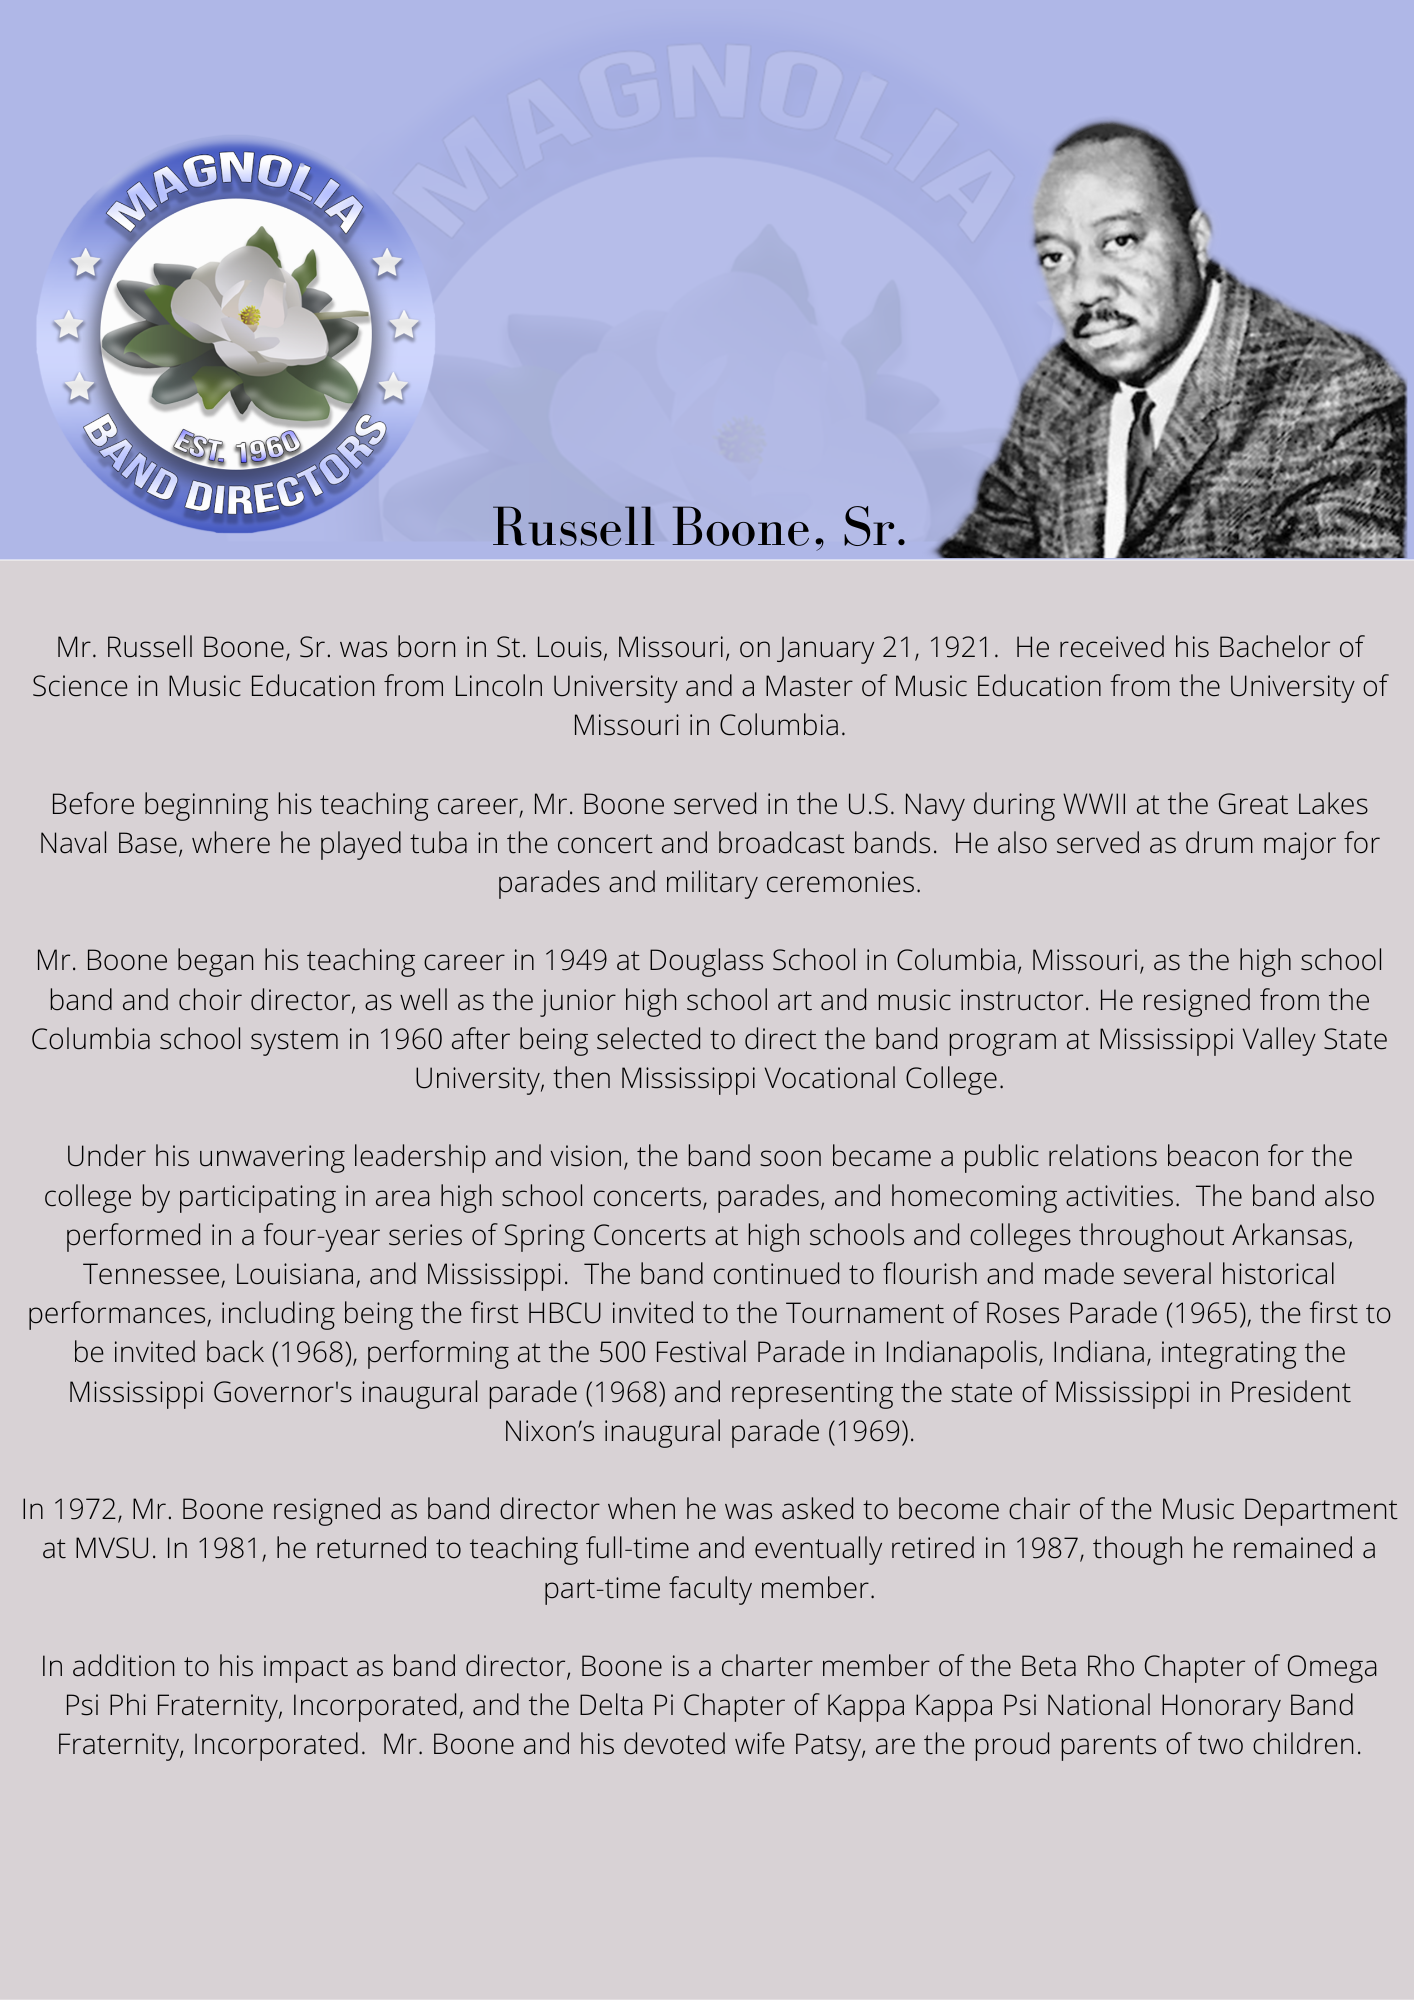 MAGNOLIA
MAGNOLIA
EST. 1960
BAND DIRECTORS
Russell Boone, Sr.
Mr. Russell Boone, Sr. was born in St. Louis, Missouri, on January 21, 1921.  He received his Bachelor of
Science in Music Education from Lincoln University and a Master of Music Education from the University of
Missouri in Columbia.
Before beginning his teaching career, Mr. Boone served in the U.S. Navy during WWII at the Great Lakes
Naval Base, where he played tuba in the concert and broadcast bands.  He also served as drum major for
parades and military ceremonies.
Mr. Boone began his teaching career in 1949 at Douglass School in Columbia, Missouri, as the high school
band and choir director, as well as the junior high school art and music instructor. He resigned from the
Columbia school system in 1960 after being selected to direct the band program at Mississippi Valley State
University, then Mississippi Vocational College.
Under his unwavering leadership and vision, the band soon became a public relations beacon for the
college by participating in area high school concerts, parades, and homecoming activities.  The band also
performed in a four-year series of Spring Concerts at high schools and colleges throughout Arkansas,
Tennessee, Louisiana, and Mississippi.  The band continued to flourish and made several historical
performances, including being the first HBCU invited to the Tournament of Roses Parade (1965), the first to
be invited back (1968), performing at the 500 Festival Parade in Indianapolis, Indiana, integrating the
Mississippi Governor's inaugural parade (1968) and representing the state of Mississippi in President
Nixon’s inaugural parade (1969).
In 1972, Mr. Boone resigned as band director when he was asked to become chair of the Music Department
at MVSU. In 1981, he returned to teaching full-time and eventually retired in 1987, though he remained a
part-time faculty member.
In addition to his impact as band director, Boone is a charter member of the Beta Rho Chapter of Omega
Psi Phi Fraternity, Incorporated, and the Delta Pi Chapter of Kappa Kappa Psi National Honorary Band
Fraternity, Incorporated.  Mr. Boone and his devoted wife Patsy, are the proud parents of two children.